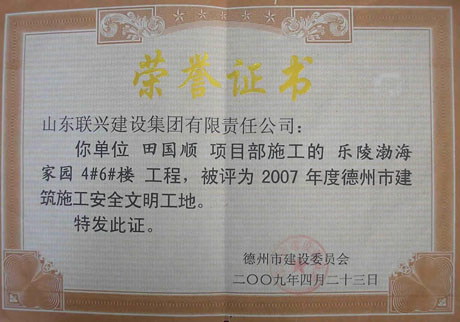 荣誉证书
山东联兴建设集团有限责任公司：
你单位 田国顺 项目部施工的 乐陵渤海
家园 4#6#楼 工程，被评为 2007 年度德州市建
筑施工安全文明工地。
特发此证。
德州市建设委员会
二〇〇九年四月二十三日